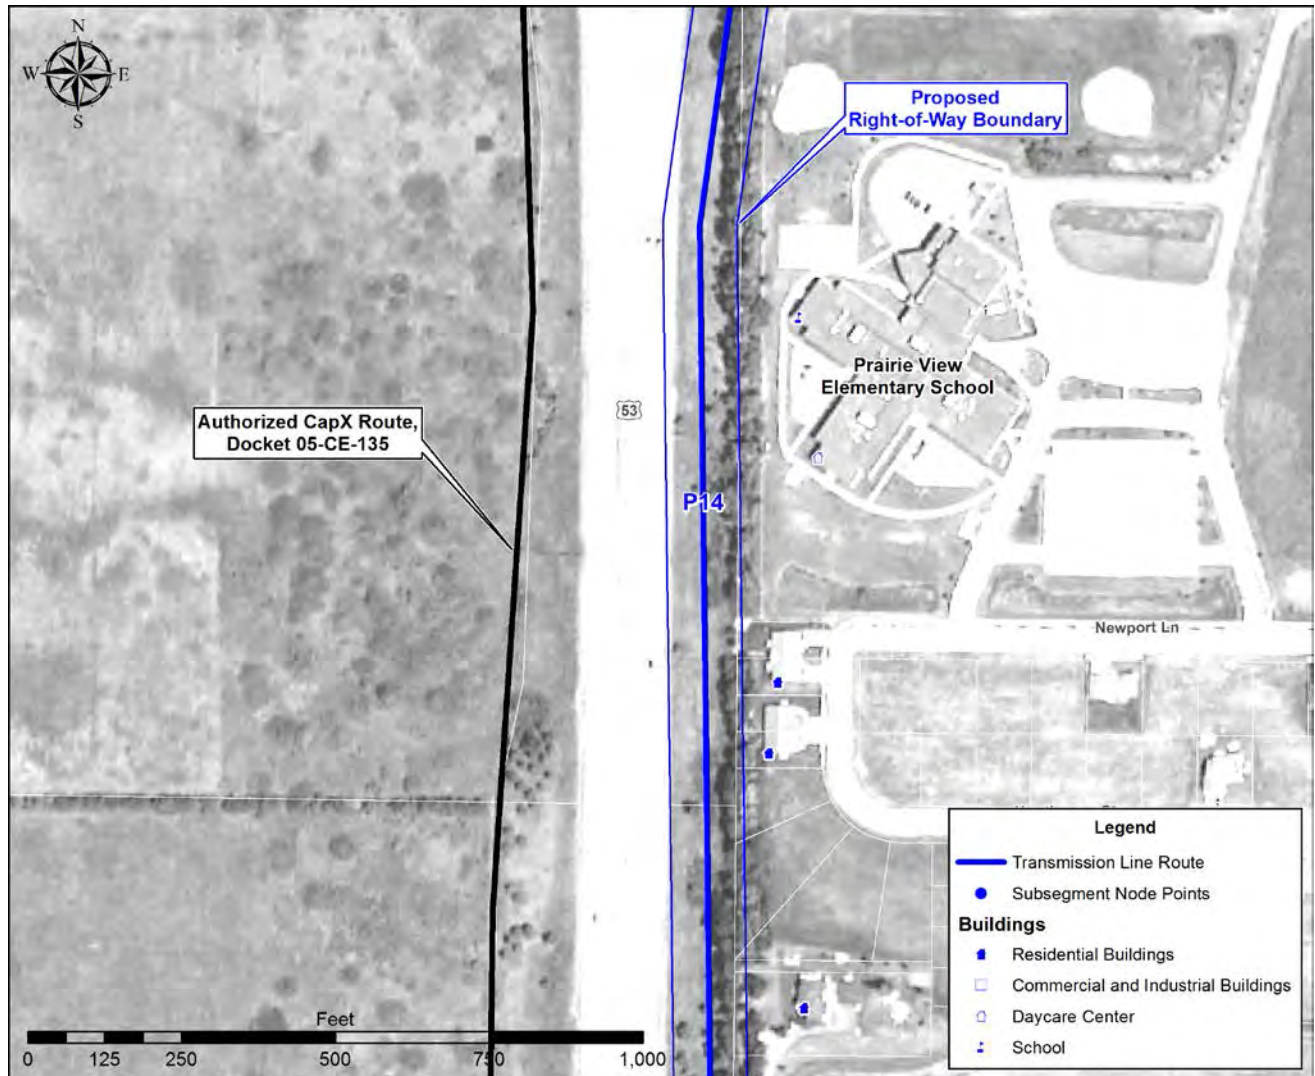 N
W E
S
Proposed
Right-of-Way Boundary
Prairie View
Elementary School
53
Authorized CapX Route,
Docket 05-CE-135
P14
Newport Ln
Legend
Transmission Line Route
Subsegment Node Points
Buildings
Residential Buildings
Commercial and Industrial Buildings
Daycare Center
School
Feet
0 125 250 500 750 1,000